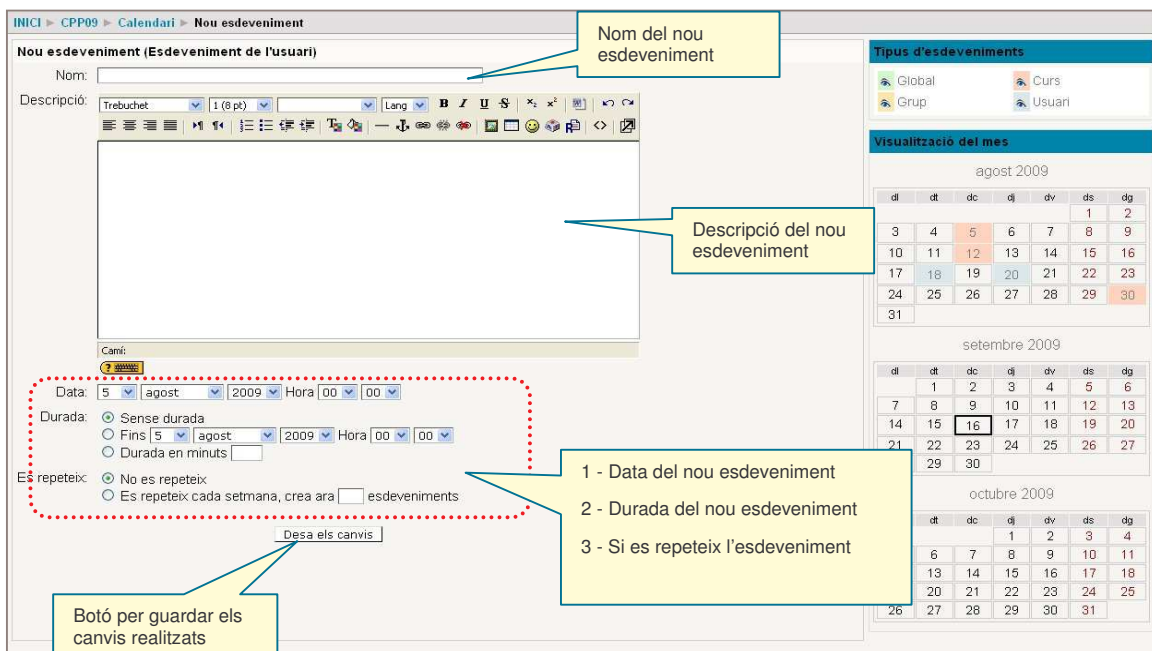 INICI ► CPP09 ► Calendari ► Nou esdeveniment
Nou esdeveniment (Esdeveniment de l'usuari)
Nom:
Nom del nou
esdeveniment
Descripció:
Trebuchet 1 (8 pt) Lang B I U S x₂ x²
Descripció del nou
esdeveniment
Camí:
?
Data: 5 agost 2009 Hora 00 00
Durada: Sense durada
Fins 5 agost 2009 Hora 00 00
Durada en minuts
Es repeteix: No es repeteix
Es repeteix cada setmana, crea ara esdeveniments
Desa els canvis
1 - Data del nou esdeveniment
2 - Durada del nou esdeveniment
3 - Si es repeteix l'esdeveniment
Botó per guardar els
canvis realitzats
Tipus d'esdeveniments
Global Curs
Grup Usuari
Visualització del mes
agost 2009
dl dt dc dj dv ds dg
1 2
3 4 5 6 7 8 9
10 11 12 13 14 15 16
17 18 19 20 21 22 23
24 25 26 27 28 29 30
31
setembre 2009
dl dt dc dj dv ds dg
1 2 3 4 5 6
7 8 9 10 11 12 13
14 15 16 17 18 19 20
21 22 23 24 25 26 27
29 30
octubre 2009
dt dc dj dv ds dg
1 2 3 4
6 7 8 9 10 11
13 14 15 16 17 18
20 21 22 23 24 25
26 27 28 29 30 31